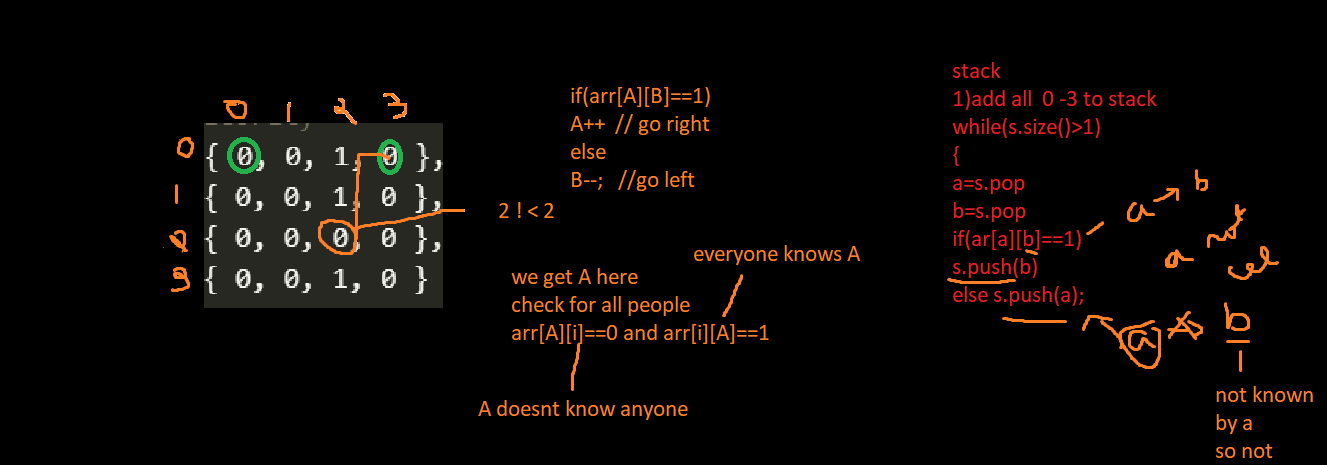 0 1 2 3
0 { 0, 0, 1, 0 },
1 { 0, 0, 1, 0 },
2 { 0, 0, 0, 0 },
3 { 0, 0, 1, 0 }
if(arr[A][B]==1)
A++ // go right
else
B--; //go left
2 ! < 2
everyone knows A
we get A here
check for all people
arr[A][i]==0 and arr[i][A]==1
A doesnt know anyone
stack
1)add all 0 -3 to stack
while(s.size()>1)
{
a=s.pop
b=s.pop
if(ar[a][b]==1)
s.push(b)
else s.push(a);
a → b
a not
cel
a b
not known
by a
so not